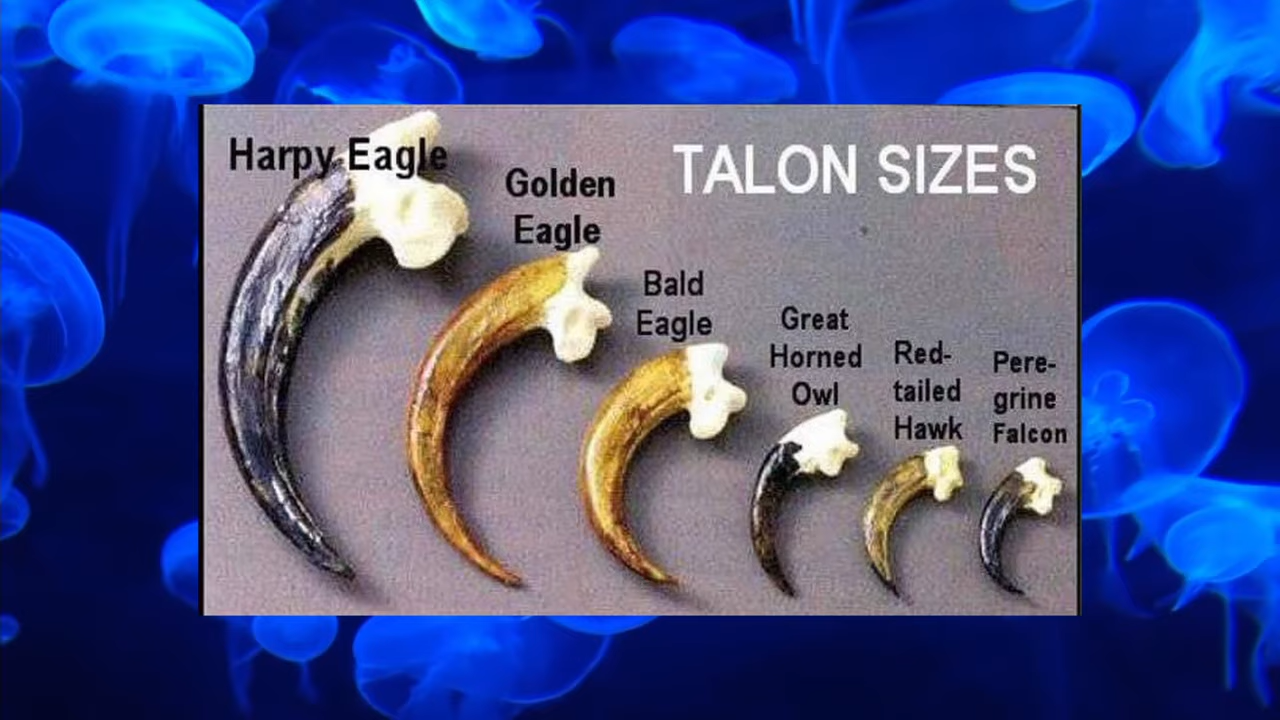 Harpy Eagle
TALON SIZES
Golden
Eagle
Bald
Eagle
Great
Horned
Owl
Red-
tailed
Hawk
Pere-
grine
Falcon